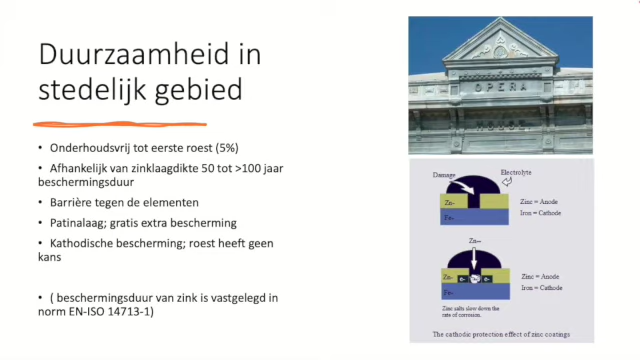 Duurzaamheid in
stedelijk gebied
• Onderhoudsvrij tot eerste roest (5%)
• Afhankelijk van zinklaagdikte 50 tot >100 jaar
beschermingsduur
• Barrière tegen de elementen
• Patinalaag; gratis extra bescherming
• Kathodische bescherming; roest heeft geen
kans
• ( beschermingsduur van zink is vastgelegd in
norm EN-ISO 14713-1)
OPERA
HOUSE
Damage
Electrolyte
Zn-
Fe-
Zinc = Anode
Iron = Cathode
Zn-
Fe-
Zinc = Anode
Iron = Cathode
Zinc salts slow down the
rate of corrosion.
The cathodic protection effect of zinc coatings